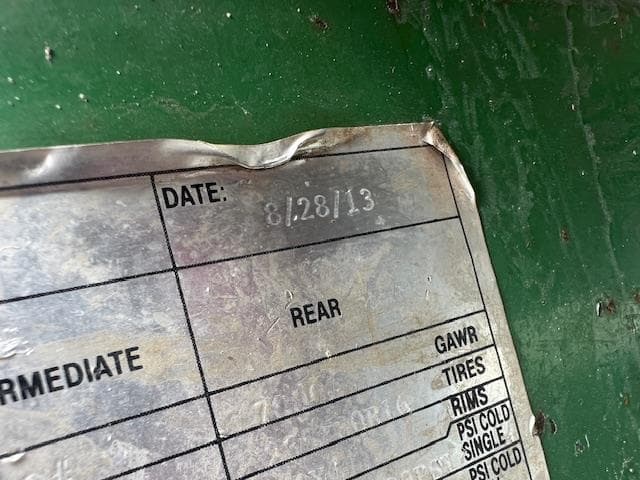 DATE: 8/28/13
REAR
RMEDIATE
GAWR
TIRES
RIMS
PSI COLD
SINGLE
PSI COLD